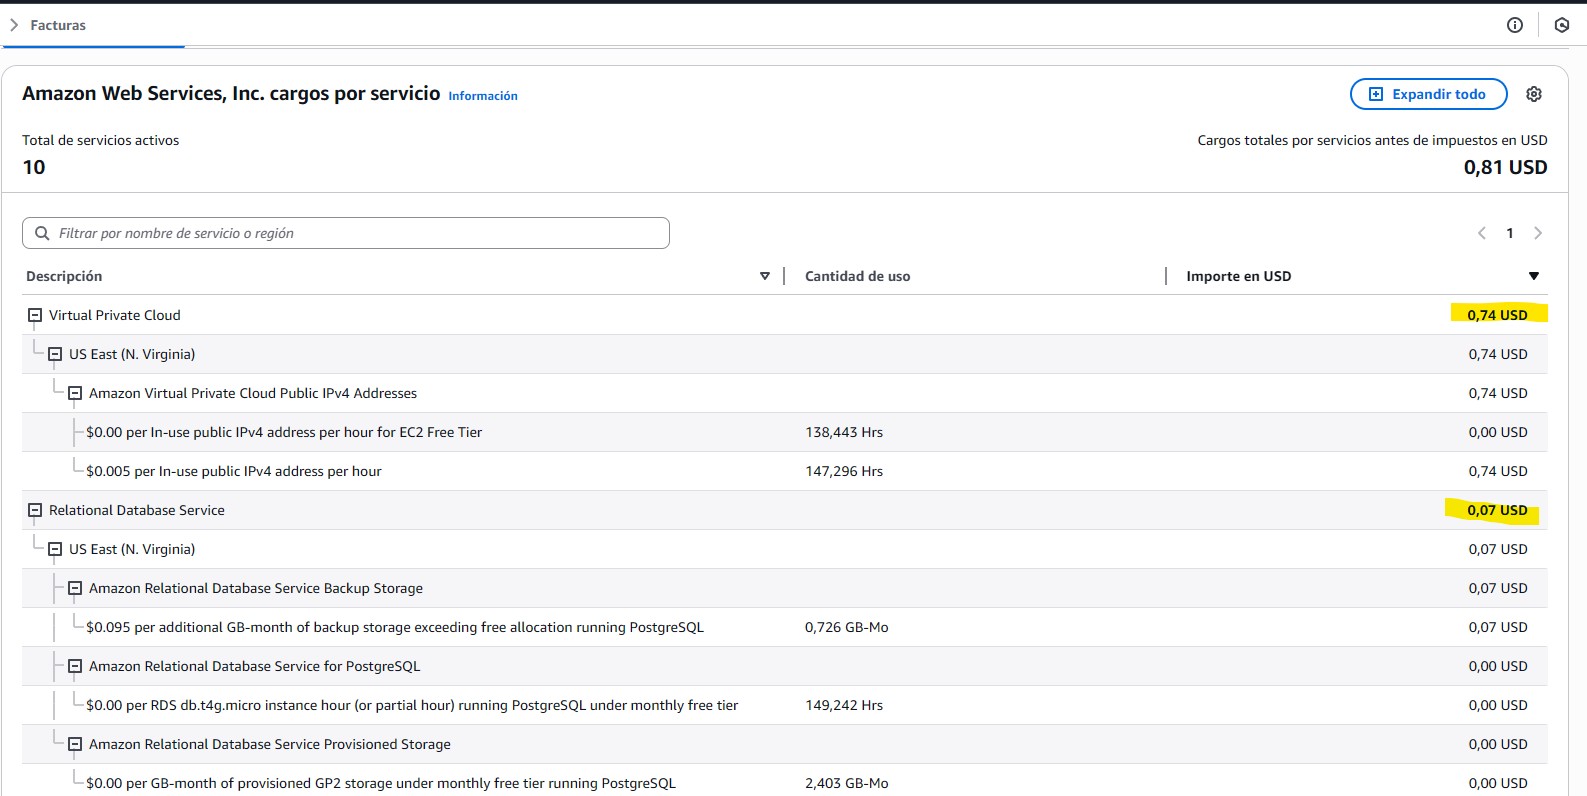 Facturas
Amazon Web Services, Inc. cargos por servicio Información
Expandir todo
Total de servicios activos
10
Cargos totales por servicios antes de impuestos en USD
0,81 USD
Filtrar por nombre de servicio o región
1
Descripción Cantidad de uso Importe en USD
Virtual Private Cloud 0,74 USD
US East (N. Virginia) 0,74 USD
Amazon Virtual Private Cloud Public IPv4 Addresses 0,74 USD
$0.00 per In-use public IPv4 address per hour for EC2 Free Tier 138,443 Hrs 0,00 USD
$0.005 per In-use public IPv4 address per hour 147,296 Hrs 0,74 USD
Relational Database Service 0,07 USD
US East (N. Virginia) 0,07 USD
Amazon Relational Database Service Backup Storage 0,07 USD
$0.095 per additional GB-month of backup storage exceeding free allocation running PostgreSQL 0,726 GB-Mo 0,07 USD
Amazon Relational Database Service for PostgreSQL 0,00 USD
$0.00 per RDS db.t4g.micro instance hour (or partial hour) running PostgreSQL under monthly free tier 149,242 Hrs 0,00 USD
Amazon Relational Database Service Provisioned Storage 0,00 USD
$0.00 per GB-month of provisioned GP2 storage under monthly free tier running PostgreSQL 2,403 GB-Mo 0,00 USD